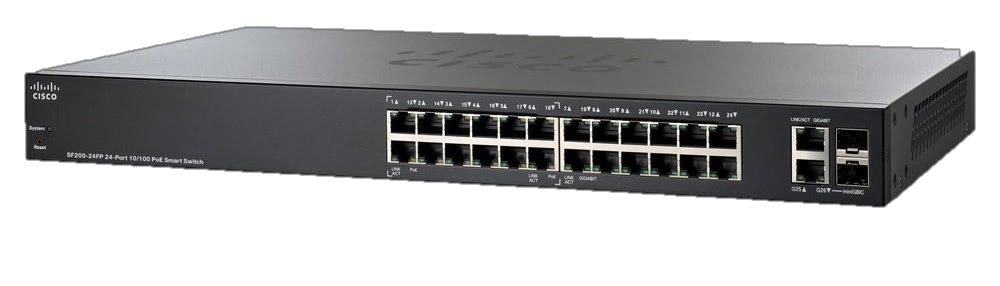 CISCO
CISCO
1▲ 13▼2▲ 14▼3▲ 15▼4▲ 16▼5▲ 17▼6▲ 18▼ 7▲ 19▼8▲ 20▼9▲ 21▼10▲ 22▼11▲ 23▼12▲ 24▼
LINK/ACT GIGABIT
System
Reset
SF200-24FP 24-Port 10/100 PoE Smart Switch
LINK
ACT
PoE
LINK
ACT
PoE
LINK
ACT
GIGABIT
G25▲ G26▼ miniGBIC